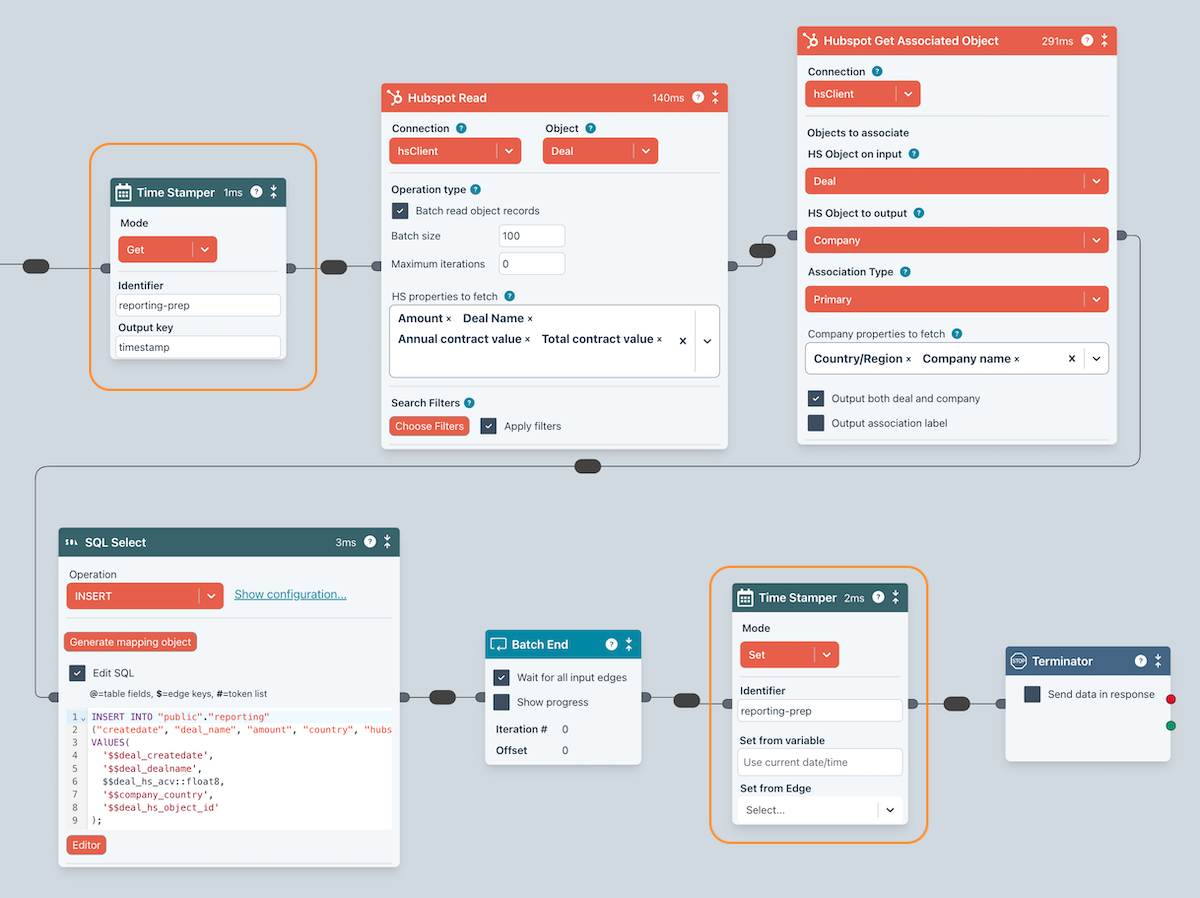 Time Stamper 1ms ?
Mode
Get
Identifier
reporting-prep
Output key
timestamp
Hubspot Read 140ms ?
Connection ? Object ?
hsClient Deal
Operation type ?
Batch read object records
Batch size 100
Maximum iterations 0
HS properties to fetch ?
Amount × Deal Name ×
Annual contract value × Total contract value × ×
Search Filters ?
Choose Filters Apply filters
Hubspot Get Associated Object 291ms ?
Connection ?
hsClient
Objects to associate
HS Object on input ?
Deal
HS Object to output ?
Company
Association Type ?
Primary
Company properties to fetch ?
Country/Region × Company name × ×
Output both deal and company
Output association label
SQL SQL Select 3ms ?
Operation
INSERT Show configuration...
Generate mapping object
Edit SQL
@=table fields, $=edge keys, #=token list
1 INSERT INTO "public"."reporting"
2 ("createdate", "deal_name", "amount", "country", "hubs
3 VALUES(
4 '$$deal_createdate',
5 '$$deal_dealname',
6 $$deal_hs_acv::float8,
7 '$$company_country',
8 '$$deal_hs_object_id'
9 );
Editor
Batch End ?
Wait for all input edges
Show progress
Iteration # 0
Offset 0
Time Stamper 2ms ?
Mode
Set
Identifier
reporting-prep
Set from variable
Use current date/time
Set from Edge
Select...
STOP Terminator ?
Send data in response